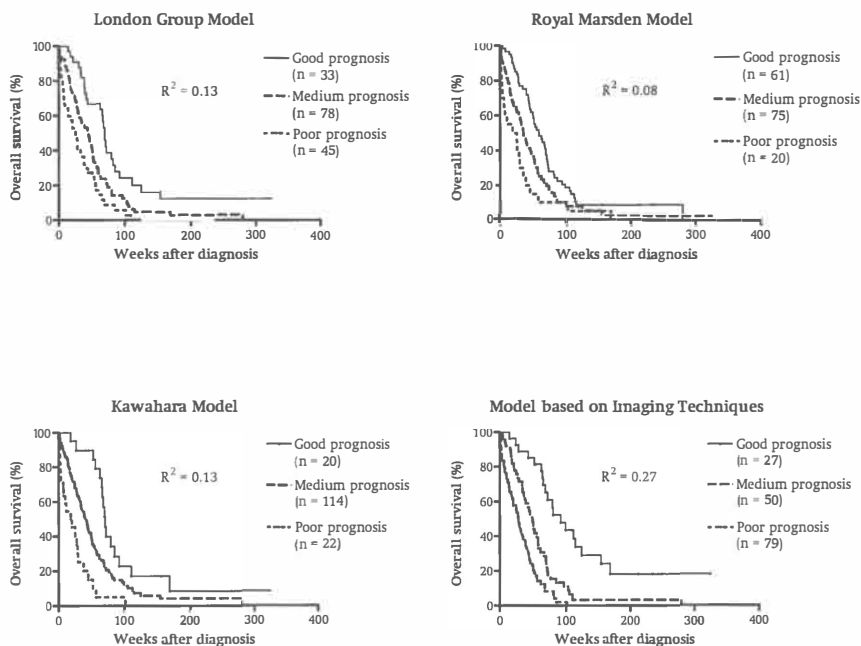 London Group Model
Overall survival (%)
100
80
60
40
20
0
0 100 200 300 400
Weeks after diagnosis
R² = 0.13
Good prognosis
(n = 33)
Medium prognosis
(n = 78)
Poor prognosis
(n = 45)
Royal Marsden Model
Overall survival (%)
100
80
60
40
20
0
0 100 200 300 400
Weeks after diagnosis
R² = 0.08
Good prognosis
(n = 61)
Medium prognosis
(n = 75)
Poor prognosis
(n = 20)
Kawahara Model
Overall survival (%)
100
80
60
40
20
0
0 100 200 300 400
Weeks after diagnosis
R² = 0.13
Good prognosis
(n = 20)
Medium prognosis
(n = 114)
Poor prognosis
(n = 22)
Model based on Imaging Techniques
Overall survival (%)
100
80
60
40
20
0
0 100 200 300 400
Weeks after diagnosis
R² = 0.27
Good prognosis
(n = 27)
Medium prognosis
(n = 50)
Poor prognosis
(n = 79)